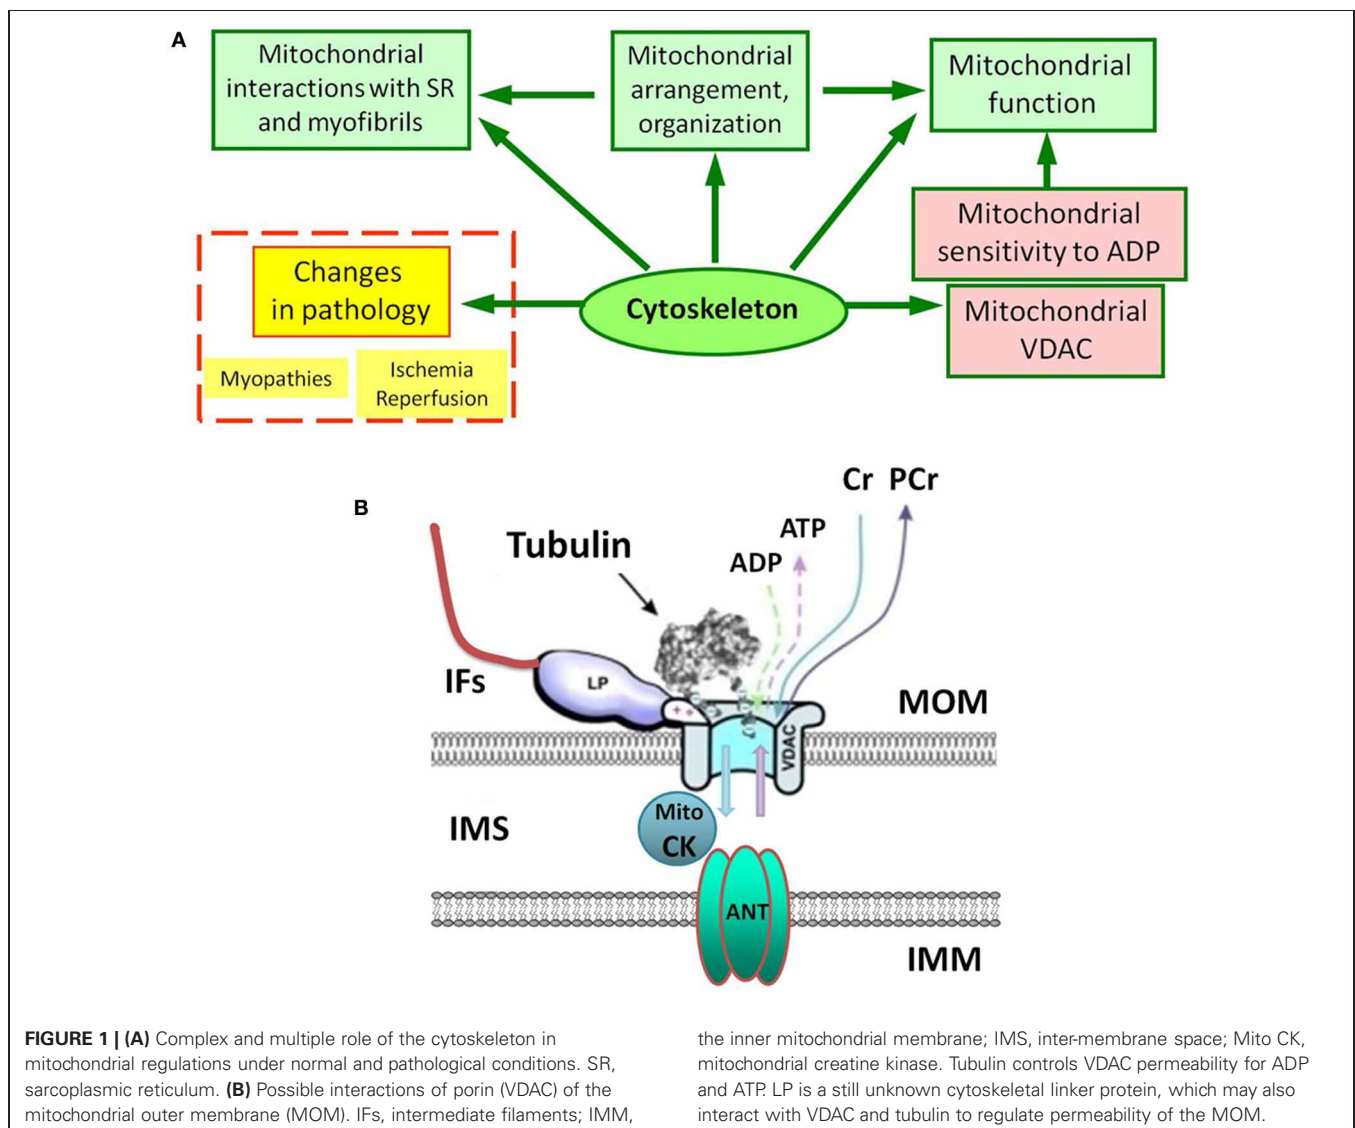 A
Mitochondrial
interactions with SR
and myofibrils
Mitochondrial
arrangement,
organization
Mitochondrial
function
Mitochondrial
sensitivity to ADP
Changes
in pathology
Cytoskeleton
Mitochondrial
VDAC
Myopathies
Ischemia
Reperfusion
B
Cr PCr
ATP
Tubulin
ADP
IFs
LP
++
MOM
VDAC
IMS
Mito
CK
ANT
IMM
FIGURE 1 | (A) Complex and multiple role of the cytoskeleton in
mitochondrial regulations under normal and pathological conditions. SR,
sarcoplasmic reticulum. (B) Possible interactions of porin (VDAC) of the
mitochondrial outer membrane (MOM). IFs, intermediate filaments; IMM,
the inner mitochondrial membrane; IMS, inter-membrane space; Mito CK,
mitochondrial creatine kinase. Tubulin controls VDAC permeability for ADP
and ATP. LP is a still unknown cytoskeletal linker protein, which may also
interact with VDAC and tubulin to regulate permeability of the MOM.